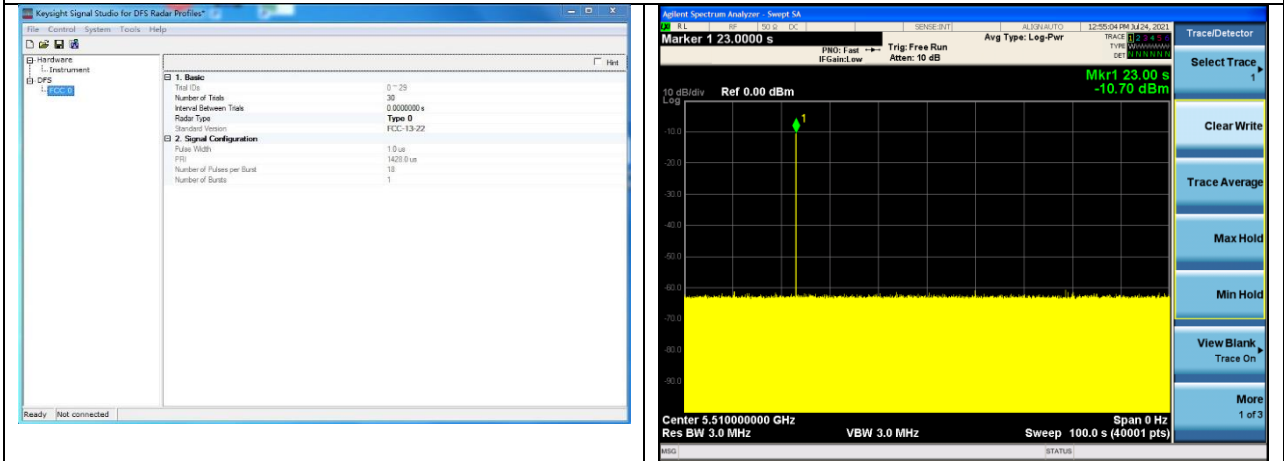 Keysight Signal Studio for DFS Radar Profiles*
File Control System Tools Help
Hardware
Instrument
DFS
FCC 0
Hint
1. Basic
Trial IDs 0 ~ 29
Number of Trials 30
Interval Between Trials 0.0000000 s
Radar Type Type 0
Standard Version FCC-13-22
2. Signal Configuration
Pulse Width 1.0 us
PRI 1428.0 us
Number of Pulses per Burst 18
Number of Bursts 1
Ready Not connected
Agilent Spectrum Analyzer - Swept SA
RL RF 50 Ω DC SENSE:INT ALIGNAUTO 12:55:04 PM Jul 24, 2021
Marker 1 23.0000 s
PNO: Fast
IFGain:Low
Trig: Free Run
Atten: 10 dB
Avg Type: Log-Pwr
TRACE 1 2 3 4 5 6
TYPE WWWWWW
DET N N N N N N
Mkr1 23.00 s
-10.70 dBm
10 dB/div Ref 0.00 dBm
Log
1
-10.0
-20.0
-30.0
-40.0
-50.0
-60.0
-70.0
-80.0
-90.0
Center 5.510000000 GHz Span 0 Hz
Res BW 3.0 MHz VBW 3.0 MHz Sweep 100.0 s (40001 pts)
MSG STATUS
Trace/Detector
Select Trace
1
Clear Write
Trace Average
Max Hold
Min Hold
View Blank
Trace On
More
1 of 3